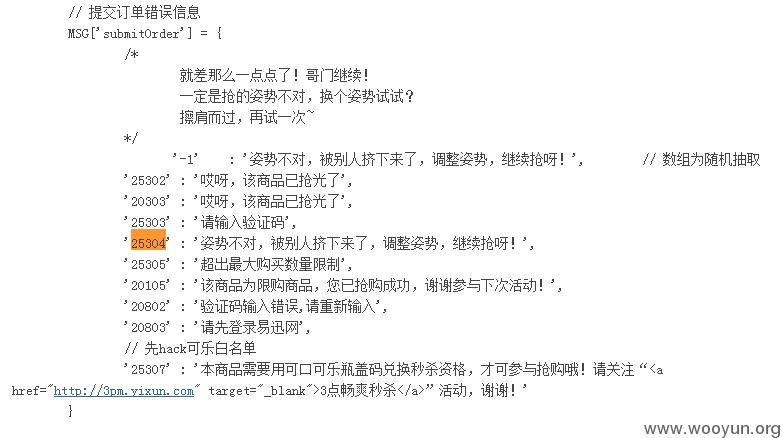 // 提交订单错误信息
MSG['submitOrder'] = {
/*
就差那么一点点了! 哥门继续!
一定是抢的姿势不对, 换个姿势试试?
擦肩而过, 再试一次~
*/
'-1' : '姿势不对, 被别人挤下来了, 调整姿势, 继续抢呀! ', // 数组为随机抽取
'25302' : '哎呀, 该商品已抢光了',
'20303' : '哎呀, 该商品已抢光了',
'25303' : '请输入验证码',
'25304' : '姿势不对, 被别人挤下来了, 调整姿势, 继续抢呀! ',
'25305' : '超出最大购买数量限制',
'20105' : '该商品为限购商品, 您已抢购成功, 谢谢参与下次活动! ',
'20802' : '验证码输入错误,请重新输入',
'20803' : '请先登录易迅网',
// 先hack可乐白名单
'25307' : '本商品需要用可口可乐瓶盖码兑换秒杀资格, 才可参与抢购哦! 请关注“<a
href="http://3pm.yixun.com" target="_blank">3点畅爽秒杀</a>”活动, 谢谢! '
}
www.wooyun.org